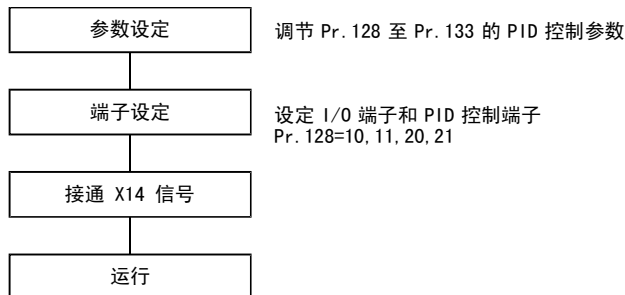 参数设定
调节 Pr.128 至 Pr.133 的 PID 控制参数
端子设定
设定 I/O 端子和 PID 控制端子
Pr.128=10,11,20,21
接通 X14 信号
运行